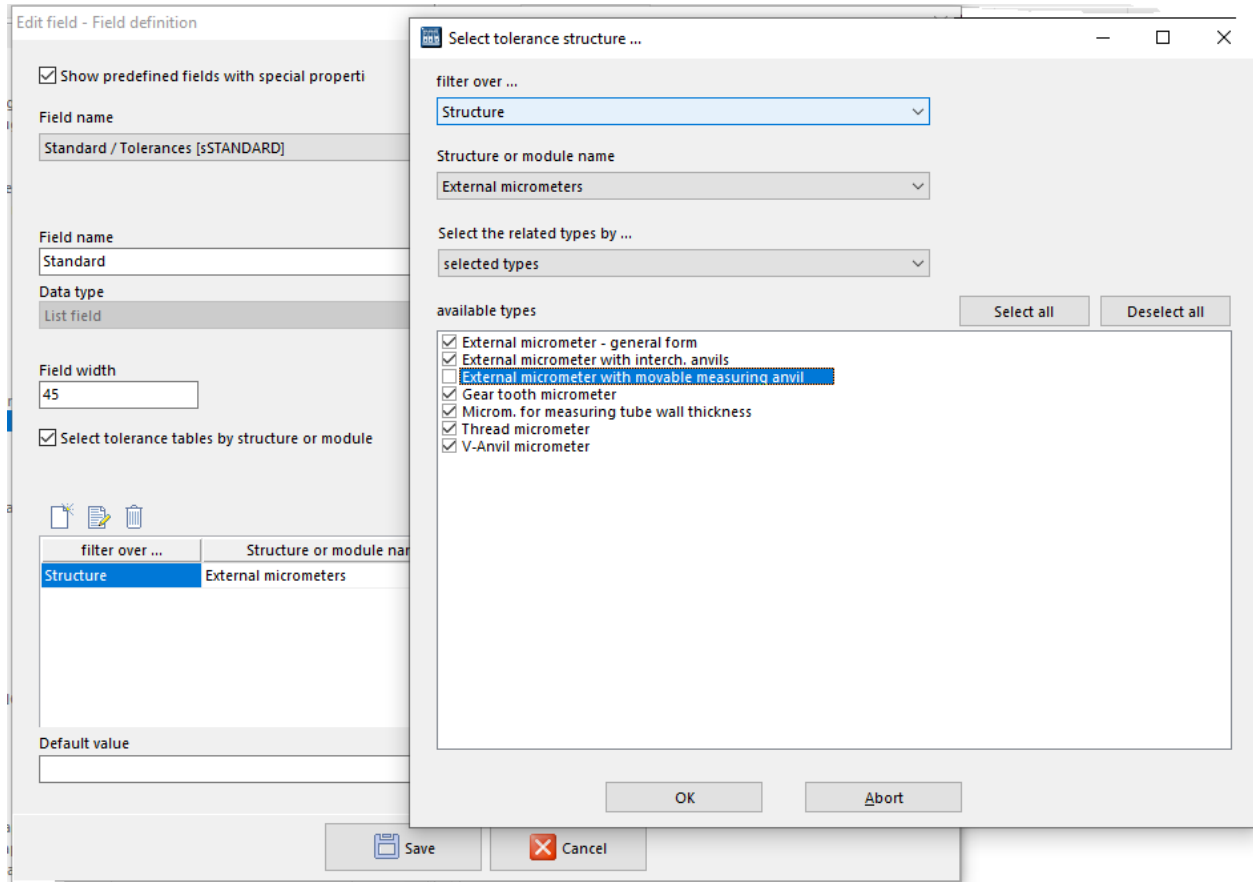 Edit field - Field definition
Show predefined fields with special properti
Field name
Standard / Tolerances [sSTANDARD]
Field name
Standard
Data type
List field
Field width
45
Select tolerance tables by structure or module
filter over ...
Structure or module nar
Structure
External micrometers
Default value
Save
Cancel
Select tolerance structure ...
filter over ...
Structure
Structure or module name
External micrometers
Select the related types by ...
selected types
available types
Select all
Deselect all
External micrometer - general form
External micrometer with interch. anvils
External micrometer with movable measuring anvil
Gear tooth micrometer
Microm. for measuring tube wall thickness
Thread micrometer
V-Anvil micrometer
OK
Abort